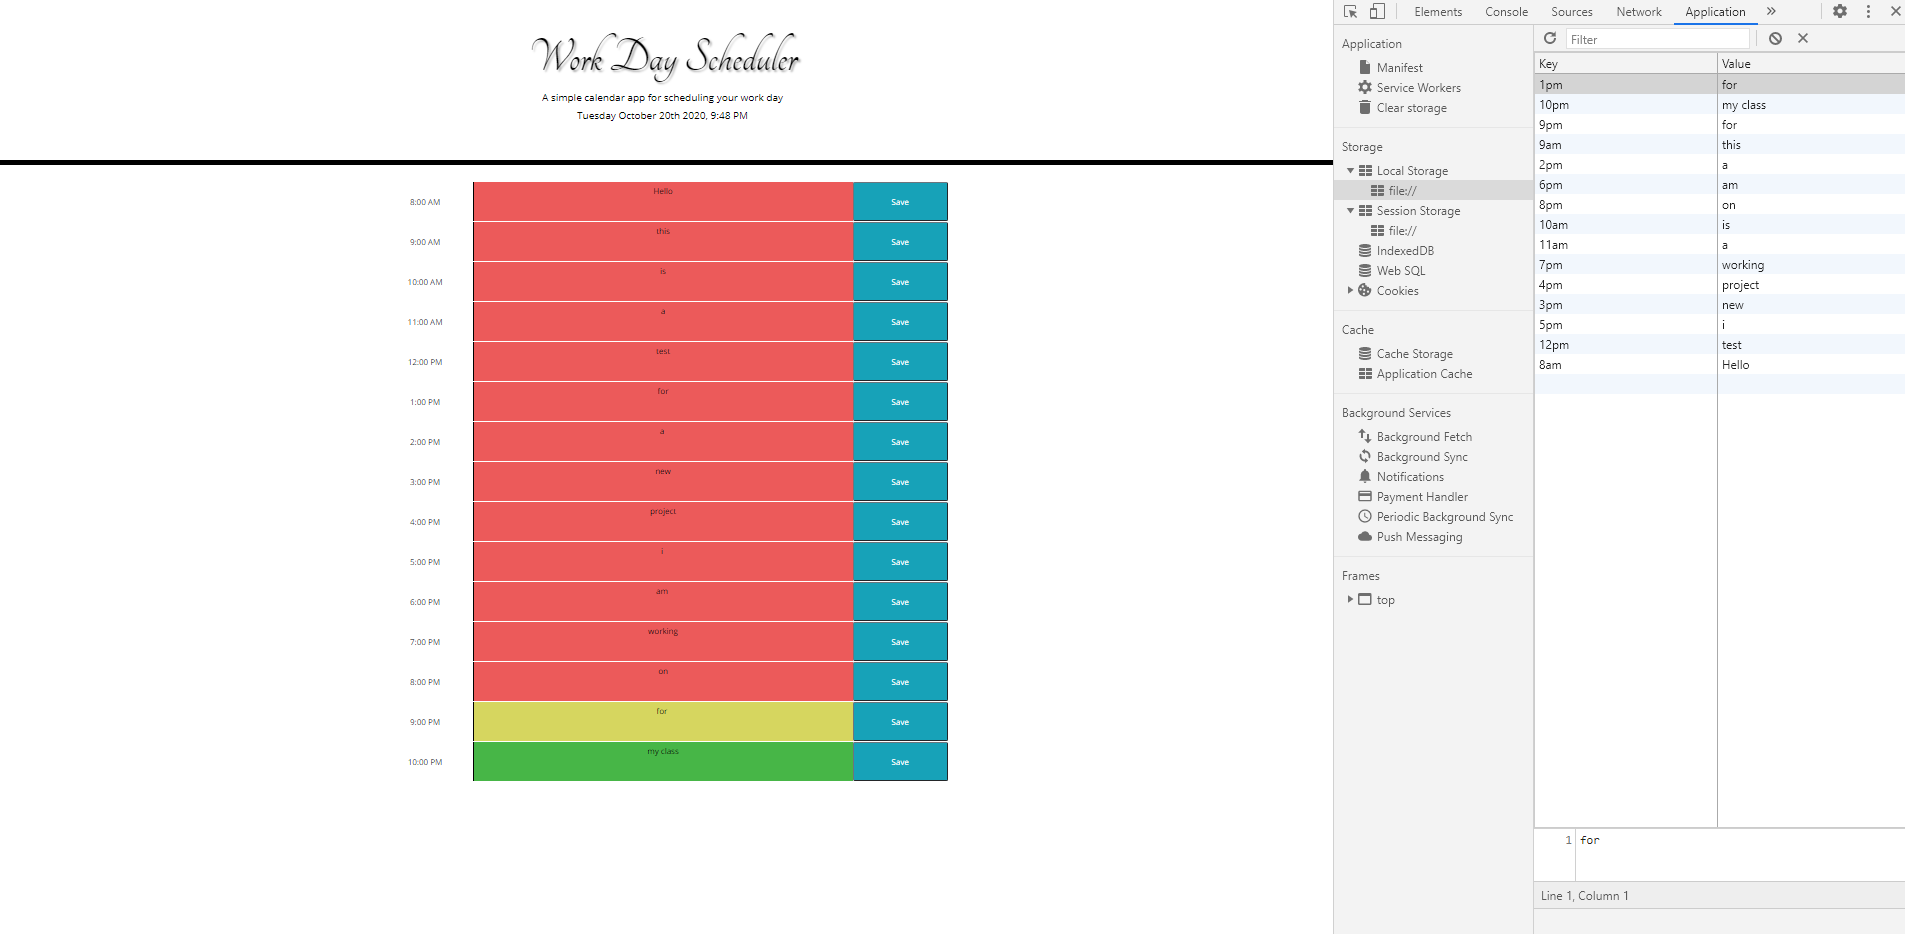 Work Day Scheduler
A simple calendar app for scheduling your work day
Tuesday October 20th 2020, 9:48 PM
8:00 AM Hello Save
9:00 AM this Save
10:00 AM is Save
11:00 AM a Save
12:00 PM test Save
1:00 PM for Save
2:00 PM a Save
3:00 PM new Save
4:00 PM project Save
5:00 PM i Save
6:00 PM am Save
7:00 PM working Save
8:00 PM on Save
9:00 PM for Save
10:00 PM my class Save
Elements Console Sources Network Application
Application
Manifest
Service Workers
Clear storage
Storage
Local Storage
file://
Session Storage
file://
IndexedDB
Web SQL
Cookies
Cache
Cache Storage
Application Cache
Background Services
Background Fetch
Background Sync
Notifications
Payment Handler
Periodic Background Sync
Push Messaging
Frames
top
Filter
Key Value
1pm for
10pm my class
9pm for
9am this
2pm a
6pm am
8pm on
10am is
11am a
7pm working
4pm project
3pm new
5pm i
12pm test
8am Hello
1 for
Line 1, Column 1